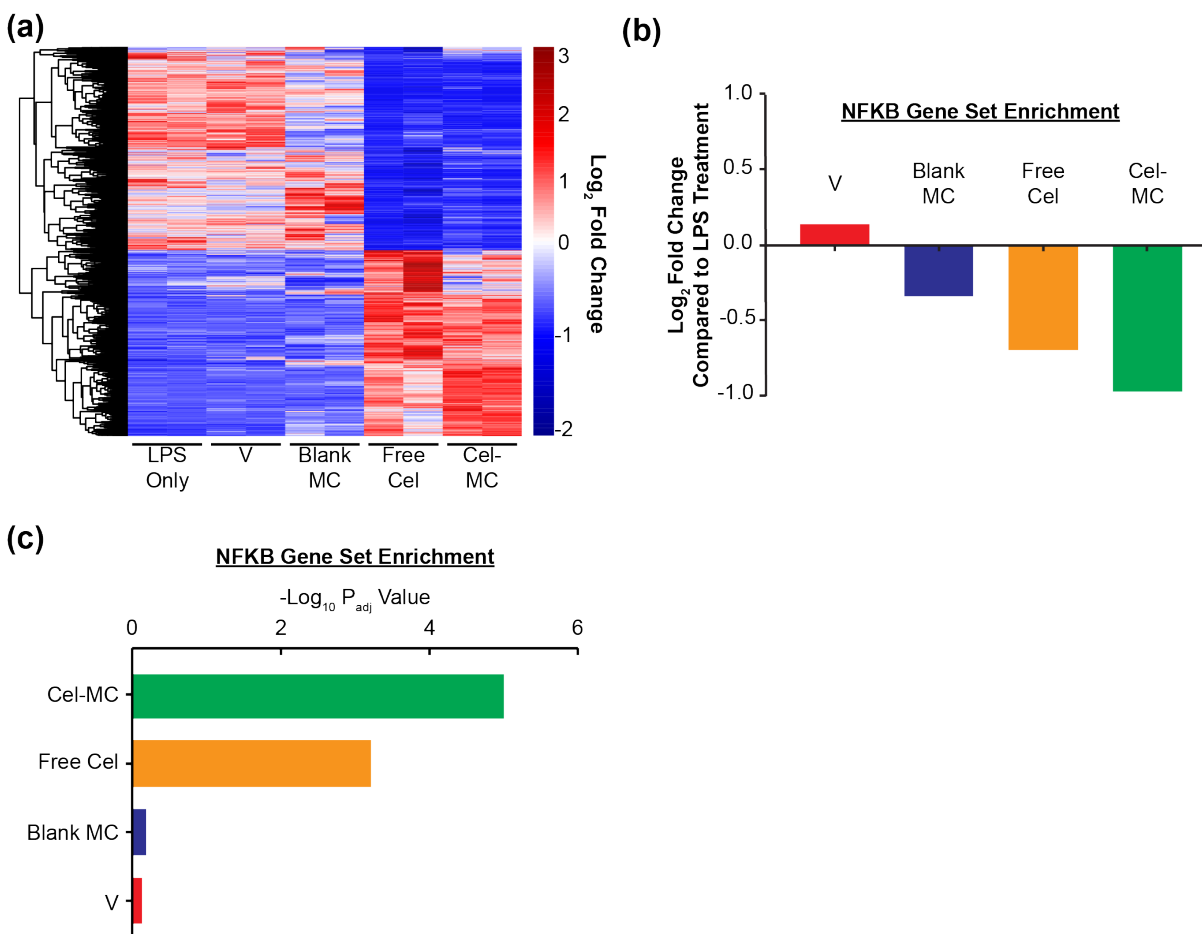 (a)
3
2
1
0
-1
-2
Log2 Fold Change
LPS
Only
V
Blank
MC
Free
Cel
Cel-
MC
(b)
NFKB Gene Set Enrichment
Log2 Fold Change
Compared to LPS Treatment
1.0
0.5
0.0
-0.5
-1.0
V
Blank
MC
Free
Cel
Cel-
MC
(c)
NFKB Gene Set Enrichment
-Log10 Padj Value
0 2 4 6
Cel-MC
Free Cel
Blank MC
V